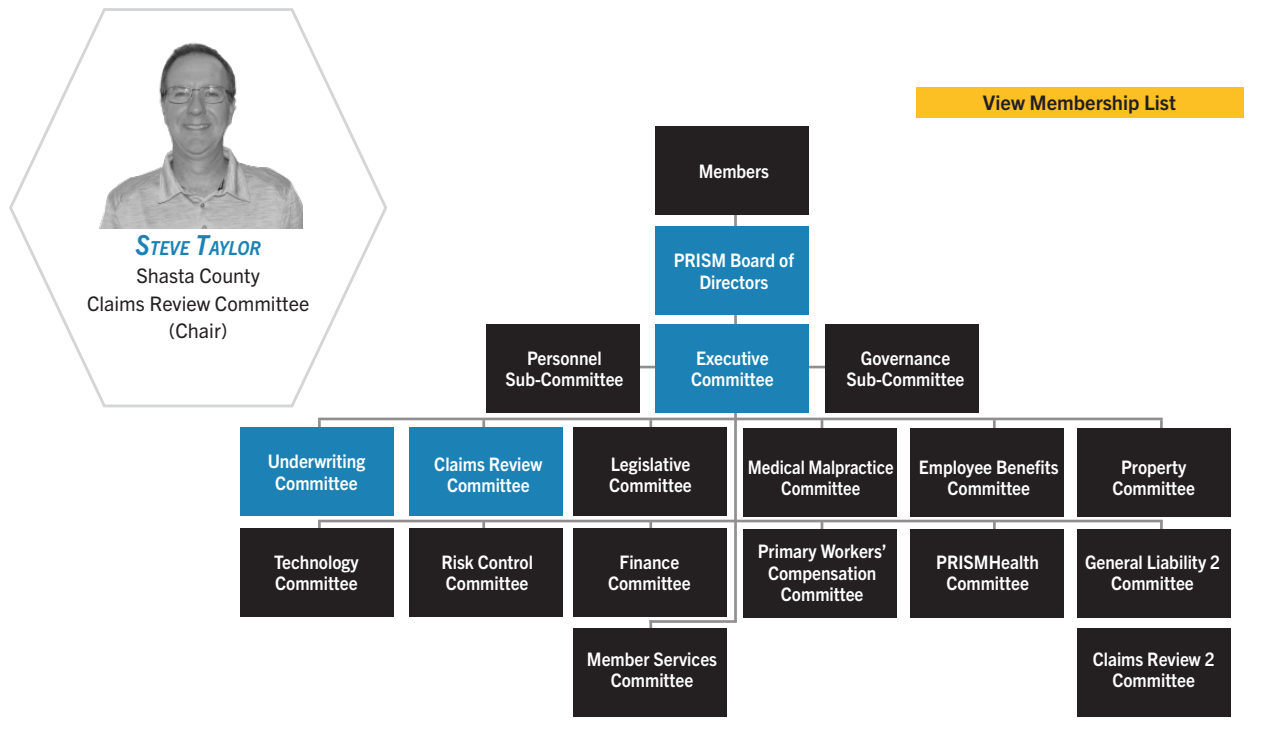 STEVE TAYLOR
Shasta County
Claims Review Committee
(Chair)
View Membership List
Members
PRISM Board of
Directors
Personnel
Sub-Committee
Executive
Committee
Governance
Sub-Committee
Underwriting
Committee
Claims Review
Committee
Legislative
Committee
Medical Malpractice
Committee
Employee Benefits
Committee
Property
Committee
Technology
Committee
Risk Control
Committee
Finance
Committee
Primary Workers’
Compensation
Committee
PRISMHealth
Committee
General Liability 2
Committee
Member Services
Committee
Claims Review 2
Committee